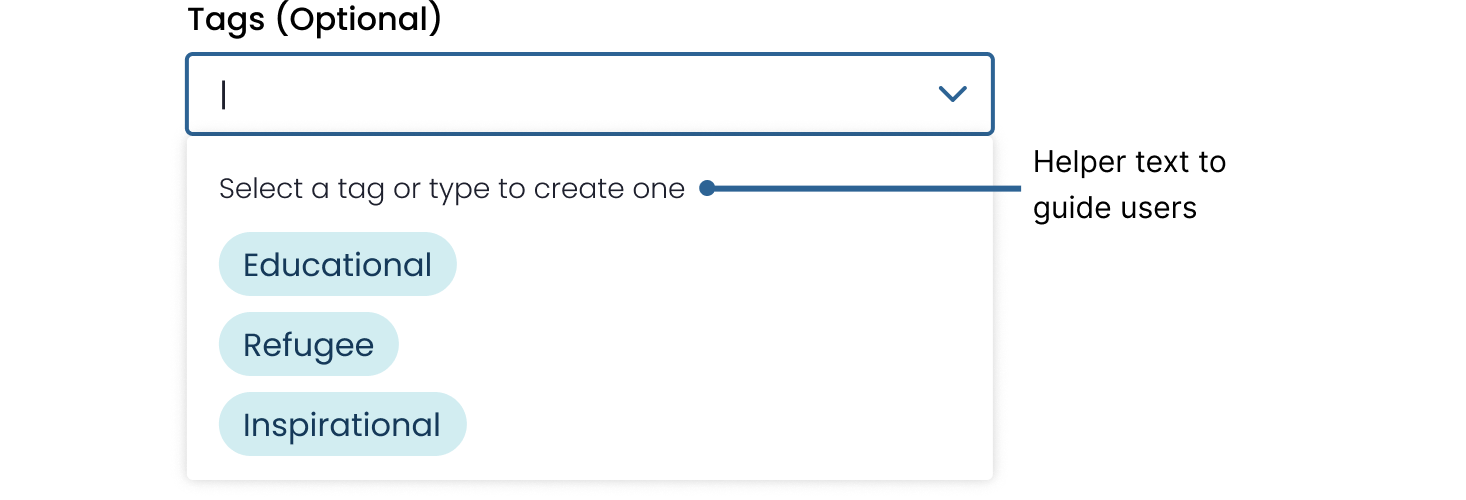 Tags (Optional)
Select a tag or type to create one
Helper text to
guide users
Educational
Refugee
Inspirational